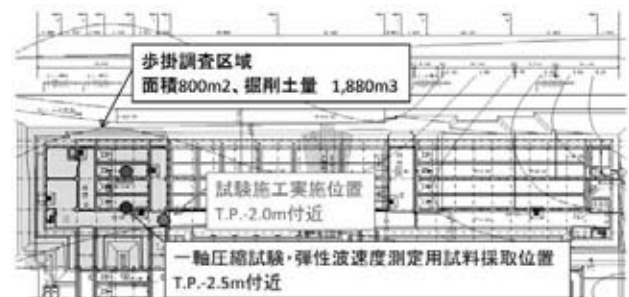 歩掛調査区域
面積800m2、掘削土量 1,880m3
試験施工実施位置
T.P.-2.0m付近
一軸圧縮試験・弾性波速度測定用試料採取位置
T.P.-2.5m付近